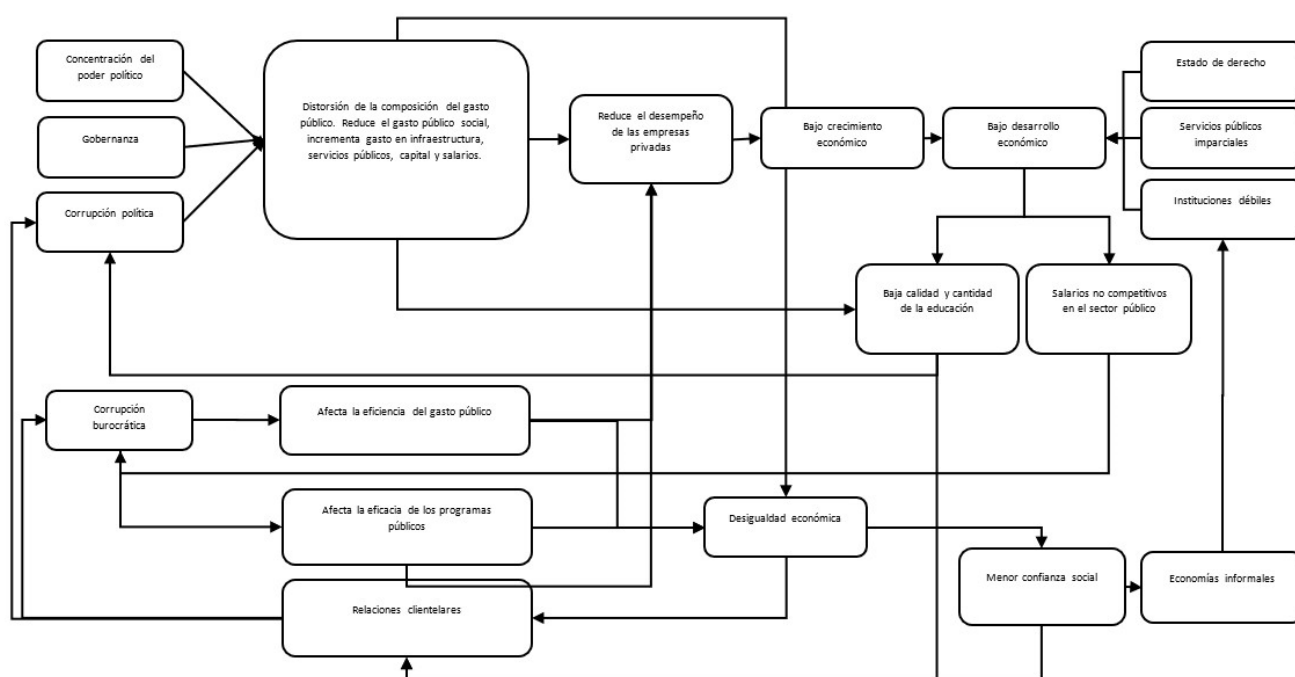 Concentración del
poder político
Gobernanza
Corrupción política
Distorsión de la composición del gasto
público. Reduce el gasto público social,
incrementa gasto en infraestructura,
servicios públicos, capital y salarios.
Reduce el desempeño
de las empresas
privadas
Bajo crecimiento
económico
Bajo desarrollo
económico
Estado de derecho
Servicios públicos
imparciales
Instituciones débiles
Baja calidad y cantidad
de la educación
Salarios no competitivos
en el sector público
Corrupción
burocrática
Afecta la eficiencia del gasto público
Afecta la eficacia de los programas
públicos
Relaciones clientelares
Desigualdad económica
Menor confianza social
Economías informales